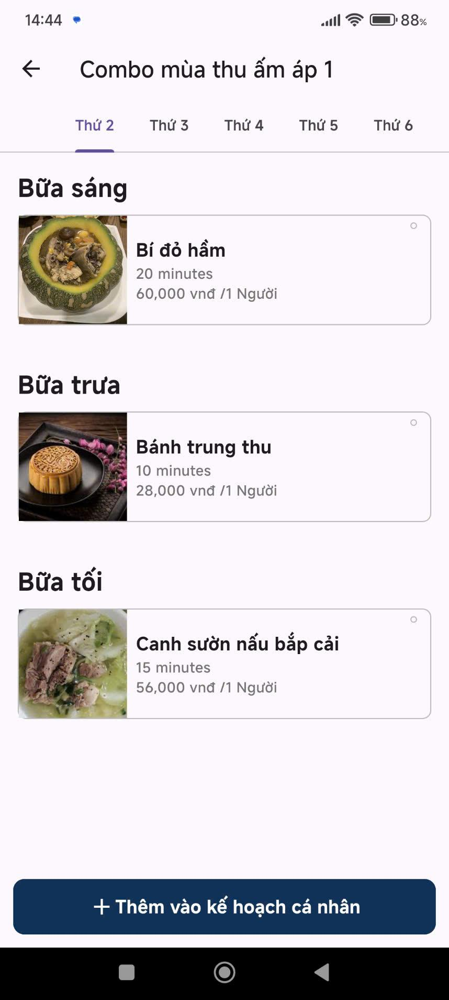 14:44
88%
Combo mùa thu ấm áp 1
Thứ 2 Thứ 3 Thứ 4 Thứ 5 Thứ 6
Bữa sáng
Bí đỏ hầm
20 minutes
60,000 vnđ /1 Người
Bữa trưa
Bánh trung thu
10 minutes
28,000 vnđ /1 Người
Bữa tối
Canh sườn nấu bắp cải
15 minutes
56,000 vnđ /1 Người
+ Thêm vào kế hoạch cá nhân